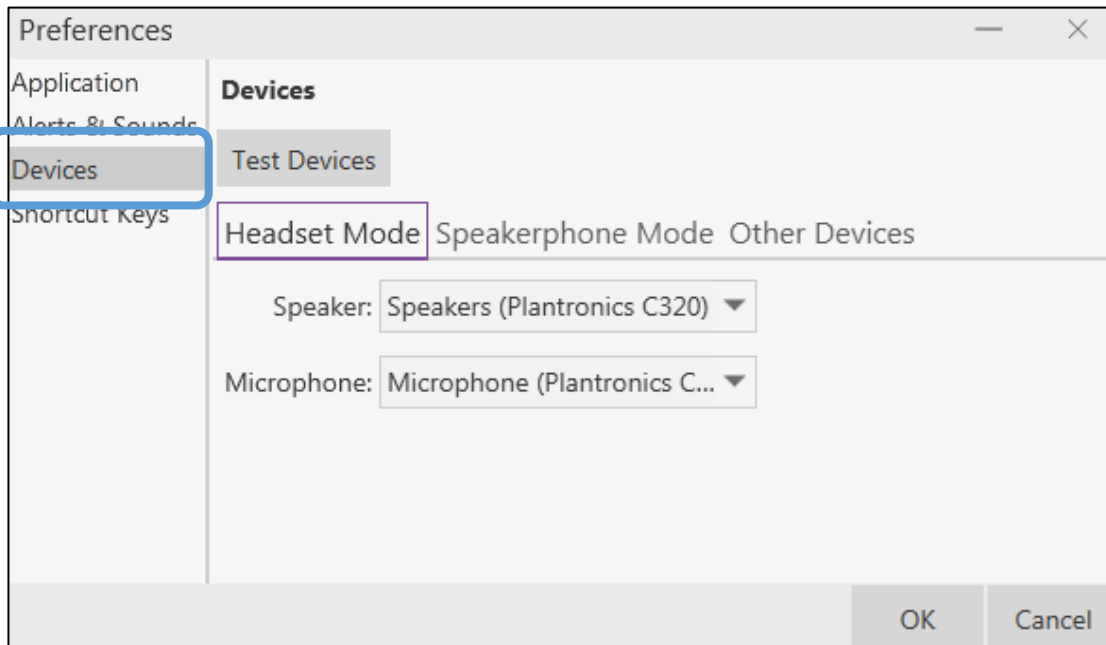 Preferences
Application
Alerts & Sounds
Devices
Shortcut Keys
Devices
Test Devices
Headset Mode Speakerphone Mode Other Devices
Speaker: Speakers (Plantronics C320)
Microphone: Microphone (Plantronics C...
OK Cancel